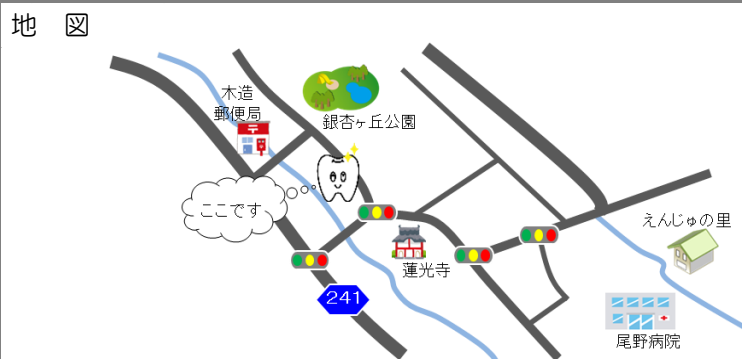 地　図
木造
郵便局
銀杏ヶ丘公園
ここです
えんじゅの里
蓮光寺
241
尾野病院